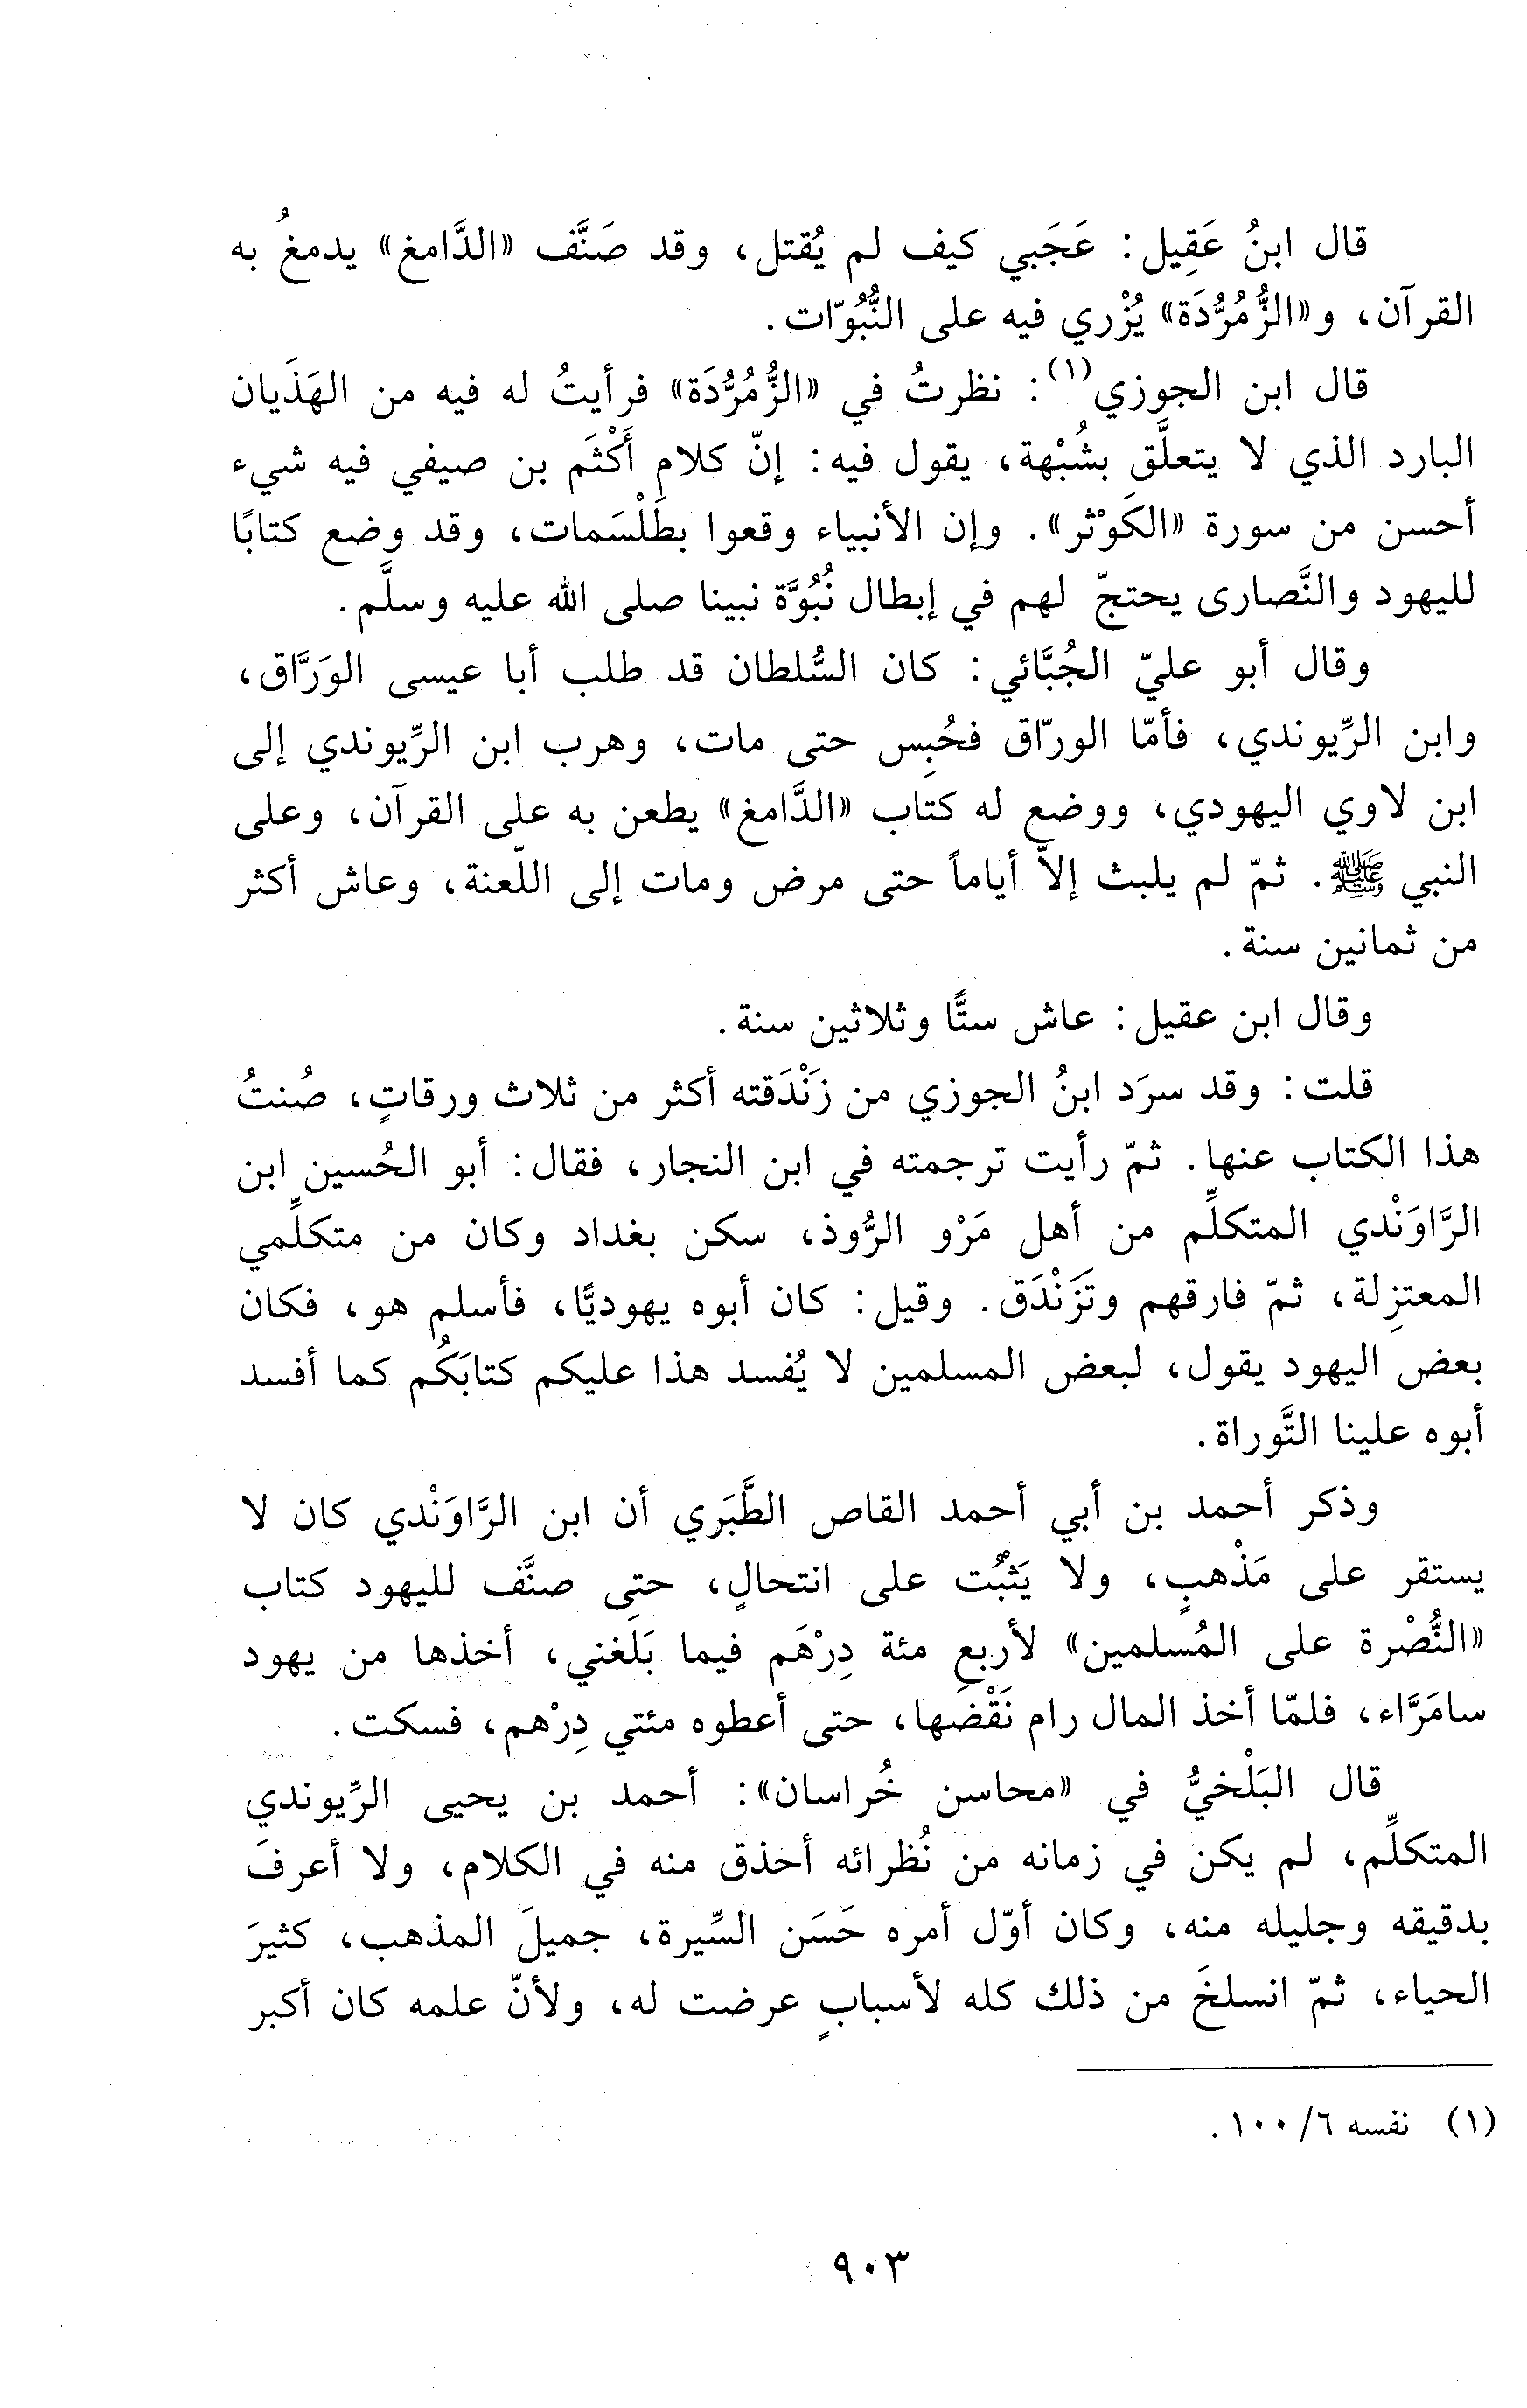 قال ابنُ عَقِيل: عَجَبي كيف لم يُقتل، وقد صَنَّف «الدَّامغ» يدمغُ به
القرآن، و«الزُّمُرُّدَة» يُزْري فيه على النُّبُوّات.
قال ابن الجوزي(١): نظرتُ في «الزُّمُرُّدَة» فرأيتُ له فيه من الهَذَيان
البارد الذي لا يتعلَّق بشُبْهة، يقول فيه: إنّ كلام أَكْثَم بن صيفي فيه شيء
أحسن من سورة «الكَوْثر». وإن الأنبياء وقعوا بطَلْسَمات، وقد وضع كتابًا
لليهود والنَّصارى يحتجّ لهم في إبطال نُبُوَّة نبينا صلى الله عليه وسلَّم.
وقال أبو عليّ الجُبَّائي: كان السُّلطان قد طلب أبا عيسى الوَرَّاق،
وابن الرِّيوندي، فأمّا الورّاق فحُبِس حتى مات، وهرب ابن الرِّيوندي إلى
ابن لاوي اليهودي، ووضع له كتاب «الدَّامغ» يطعن به على القرآن، وعلى
النبي ﷺ. ثمّ لم يلبث إلاّ أياماً حتى مرض ومات إلى اللّعنة، وعاش أكثر
من ثمانين سنة.
وقال ابن عقيل: عاش ستًّا وثلاثين سنة.
قلت: وقد سرَد ابنُ الجوزي من زَنْدَقته أكثر من ثلاث ورقاتٍ، صُنتُ
هذا الكتاب عنها. ثمّ رأيت ترجمته في ابن النجار، فقال: أبو الحُسين ابن
الرَّاوَنْدي المتكلِّم من أهل مَرْو الرُّوذ، سكن بغداد وكان من متكلِّمي
المعتزِلة، ثمّ فارقهم وتَزَنْدَق. وقيل: كان أبوه يهوديًّا، فأسلم هو، فكان
بعض اليهود يقول، لبعض المسلمين لا يُفسد هذا عليكم كتابَكُم كما أفسد
أبوه علينا التَّوراة.
وذكر أحمد بن أبي أحمد القاص الطَّبَري أن ابن الرَّاوَنْدي كان لا
يستقر على مَذْهبٍ، ولا يَثْبُت على انتحالٍ، حتى صنَّف لليهود كتاب
«النُّصْرة على المُسلمين» لأربعِ مئة دِرْهَم فيما بَلَغني، أخذها من يهود
سامَرَّاء، فلمّا أخذ المال رام نَقْضها، حتى أعطوه مئتي دِرْهم، فسكت.
قال البَلْخيُّ في «محاسن خُراسان»: أحمد بن يحيى الرِّيوندي
المتكلِّم، لم يكن في زمانه من نُظرائه أحذق منه في الكلام، ولا أعرفَ
بدقيقه وجليله منه، وكان أوّل أمره حَسَن السِّيرة، جميلَ المذهب، كثيرَ
الحياء، ثمّ انسلخَ من ذلك كله لأسبابٍ عرضت له، ولأنّ علمه كان أكبر
(١) نفسه ٦/١٠٠.
٩٠٣